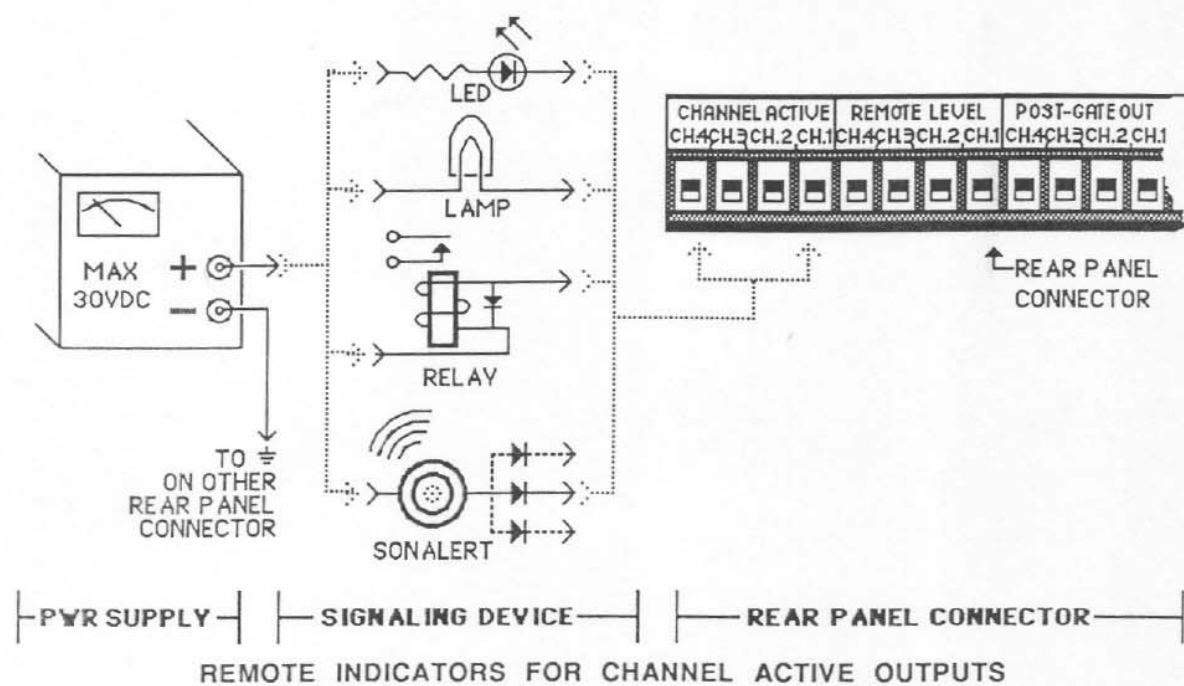 LED
LAMP
RELAY
SONALERT
MAX
30VDC
+
−
TO ⏚
ON OTHER
REAR PANEL
CONNECTOR
CHANNEL ACTIVE REMOTE LEVEL POST-GATE OUT
CH.4 CH.3 CH.2 CH.1 CH.4 CH.3 CH.2 CH.1 CH.4 CH.3 CH.2 CH.1
REAR PANEL
CONNECTOR
PWR SUPPLY SIGNALING DEVICE REAR PANEL CONNECTOR
REMOTE INDICATORS FOR CHANNEL ACTIVE OUTPUTS